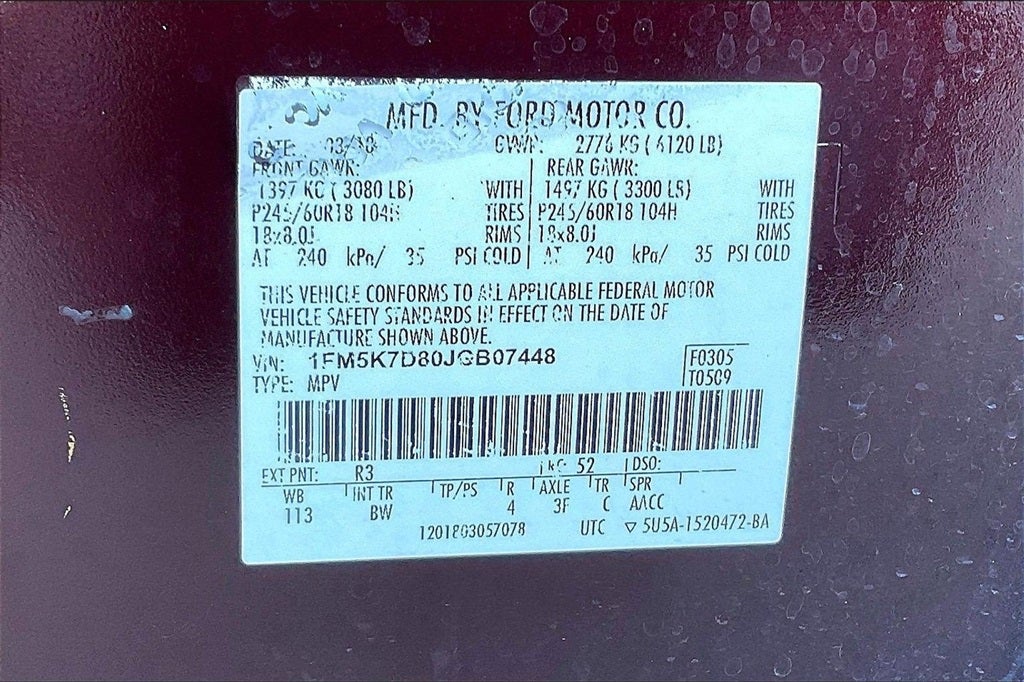 MFD. BY FORD MOTOR CO.
DATE: 03/18 GVWR: 2776 KG ( 6120 LB)
FRONT GAWR: REAR GAWR:
1397 KG ( 3080 LB) WITH 1497 KG ( 3300 LB) WITH
P245/60R18 104H TIRES P245/60R18 104H TIRES
18x8.0J RIMS 18x8.0J RIMS
AT 240 kPa/ 35 PSI COLD AT 240 kPa/ 35 PSI COLD
THIS VEHICLE CONFORMS TO ALL APPLICABLE FEDERAL MOTOR
VEHICLE SAFETY STANDARDS IN EFFECT ON THE DATE OF
MANUFACTURE SHOWN ABOVE.
VIN: 1FM5K7D80JGB07448
F0305
TYPE: MPV
T0509
EXT PNT: R3 RC: 52 DSO:
WB INT TR TP/PS R AXLE TR SPR
113 BW 4 3F C AACC
1201803057078 UTC ▽ 5U5A-1520472-BA